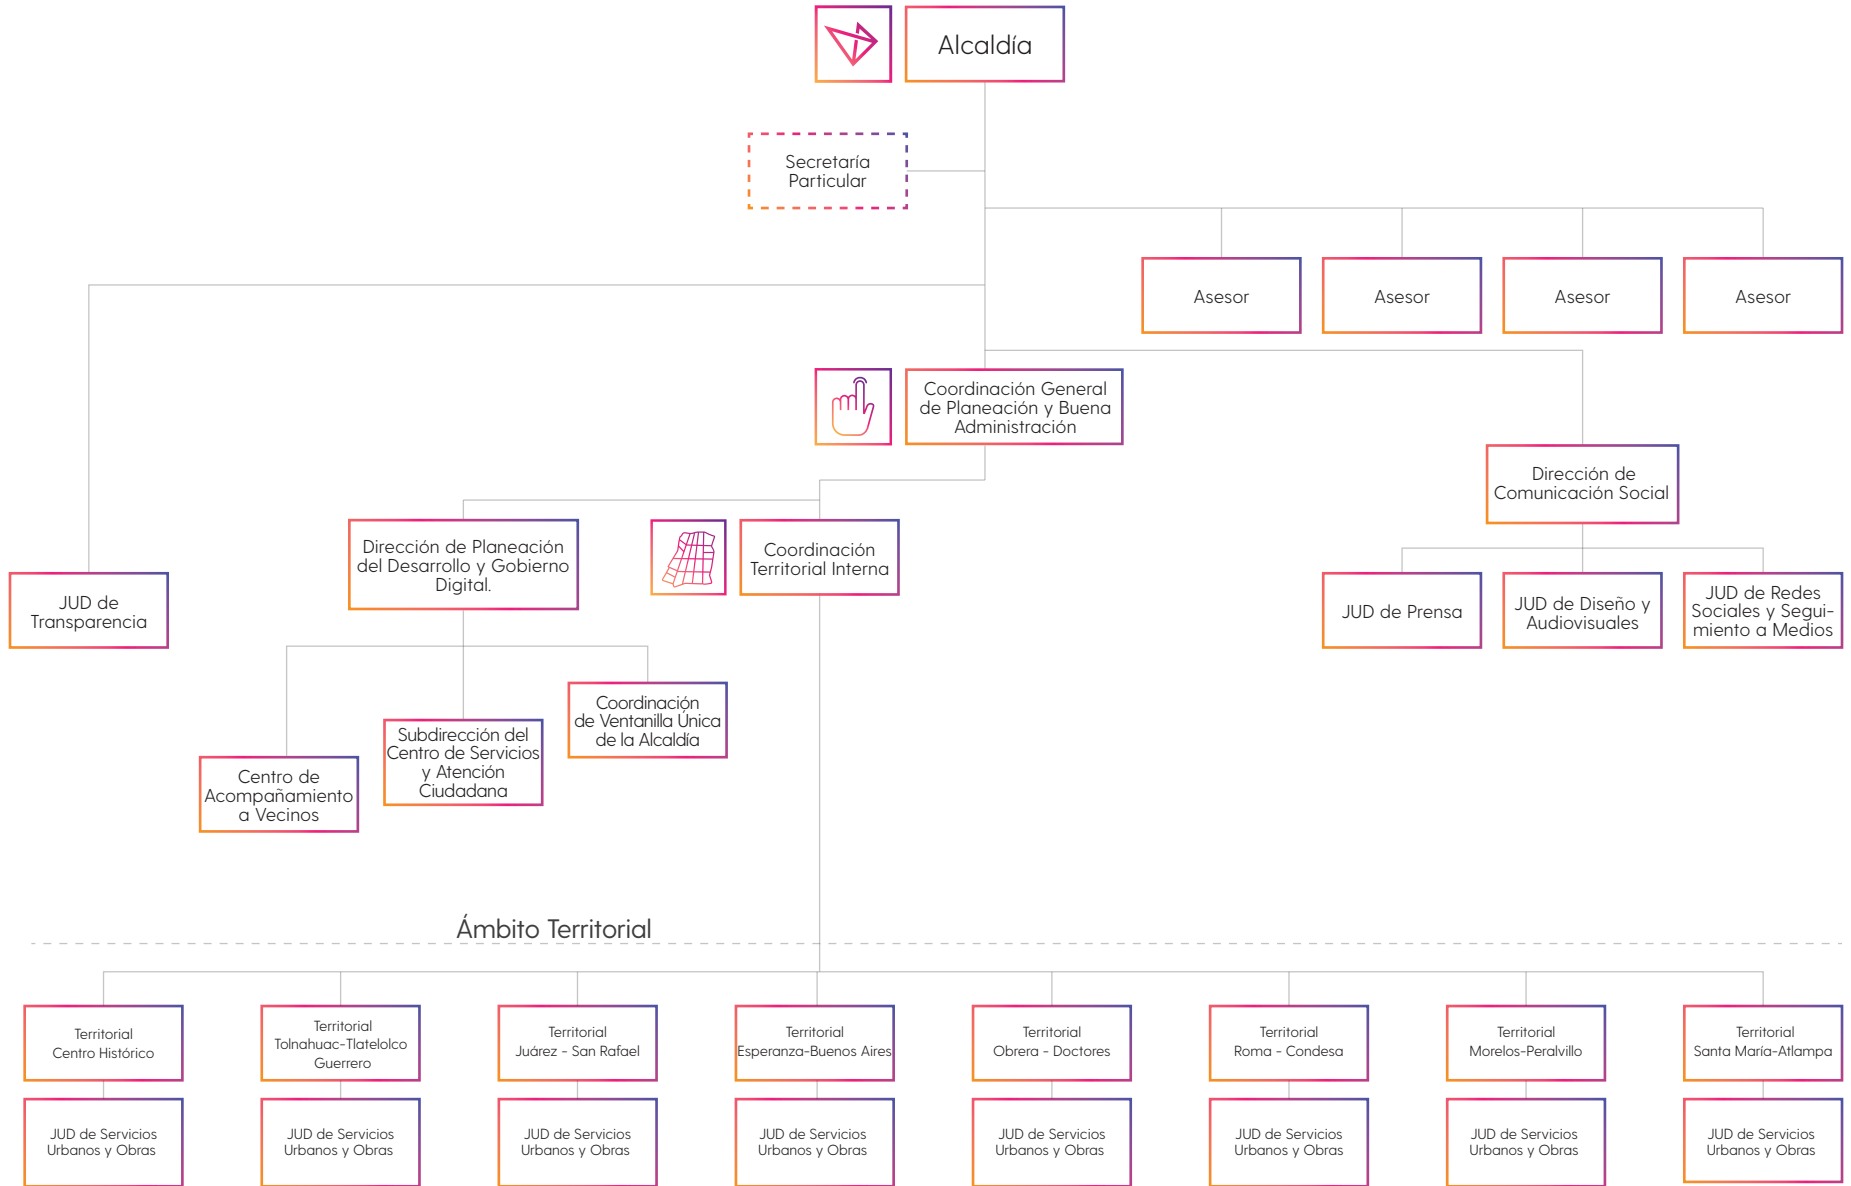 Alcaldía
Secretaría
Particular
Asesor
Asesor
Asesor
Asesor
Coordinación General
de Planeación y Buena
Administración
Dirección de
Comunicación Social
Dirección de Planeación
del Desarrollo y Gobierno
Digital.
Coordinación
Territorial Interna
JUD de
Transparencia
JUD de Prensa
JUD de Diseño y
Audiovisuales
JUD de Redes
Sociales y Segui-
miento a Medios
Centro de
Acompañamiento
a Vecinos
Subdirección del
Centro de Servicios
y Atención
Ciudadana
Coordinación
de Ventanilla Única
de la Alcaldía
Ámbito Territorial
Territorial
Centro Histórico
Territorial
Tolnahuac-Tlatelolco
Guerrero
Territorial
Juárez - San Rafael
Territorial
Esperanza-Buenos Aires
Territorial
Obrera - Doctores
Territorial
Roma - Condesa
Territorial
Morelos-Peralvillo
Territorial
Santa María-Atlampa
JUD de Servicios
Urbanos y Obras
JUD de Servicios
Urbanos y Obras
JUD de Servicios
Urbanos y Obras
JUD de Servicios
Urbanos y Obras
JUD de Servicios
Urbanos y Obras
JUD de Servicios
Urbanos y Obras
JUD de Servicios
Urbanos y Obras
JUD de Servicios
Urbanos y Obras